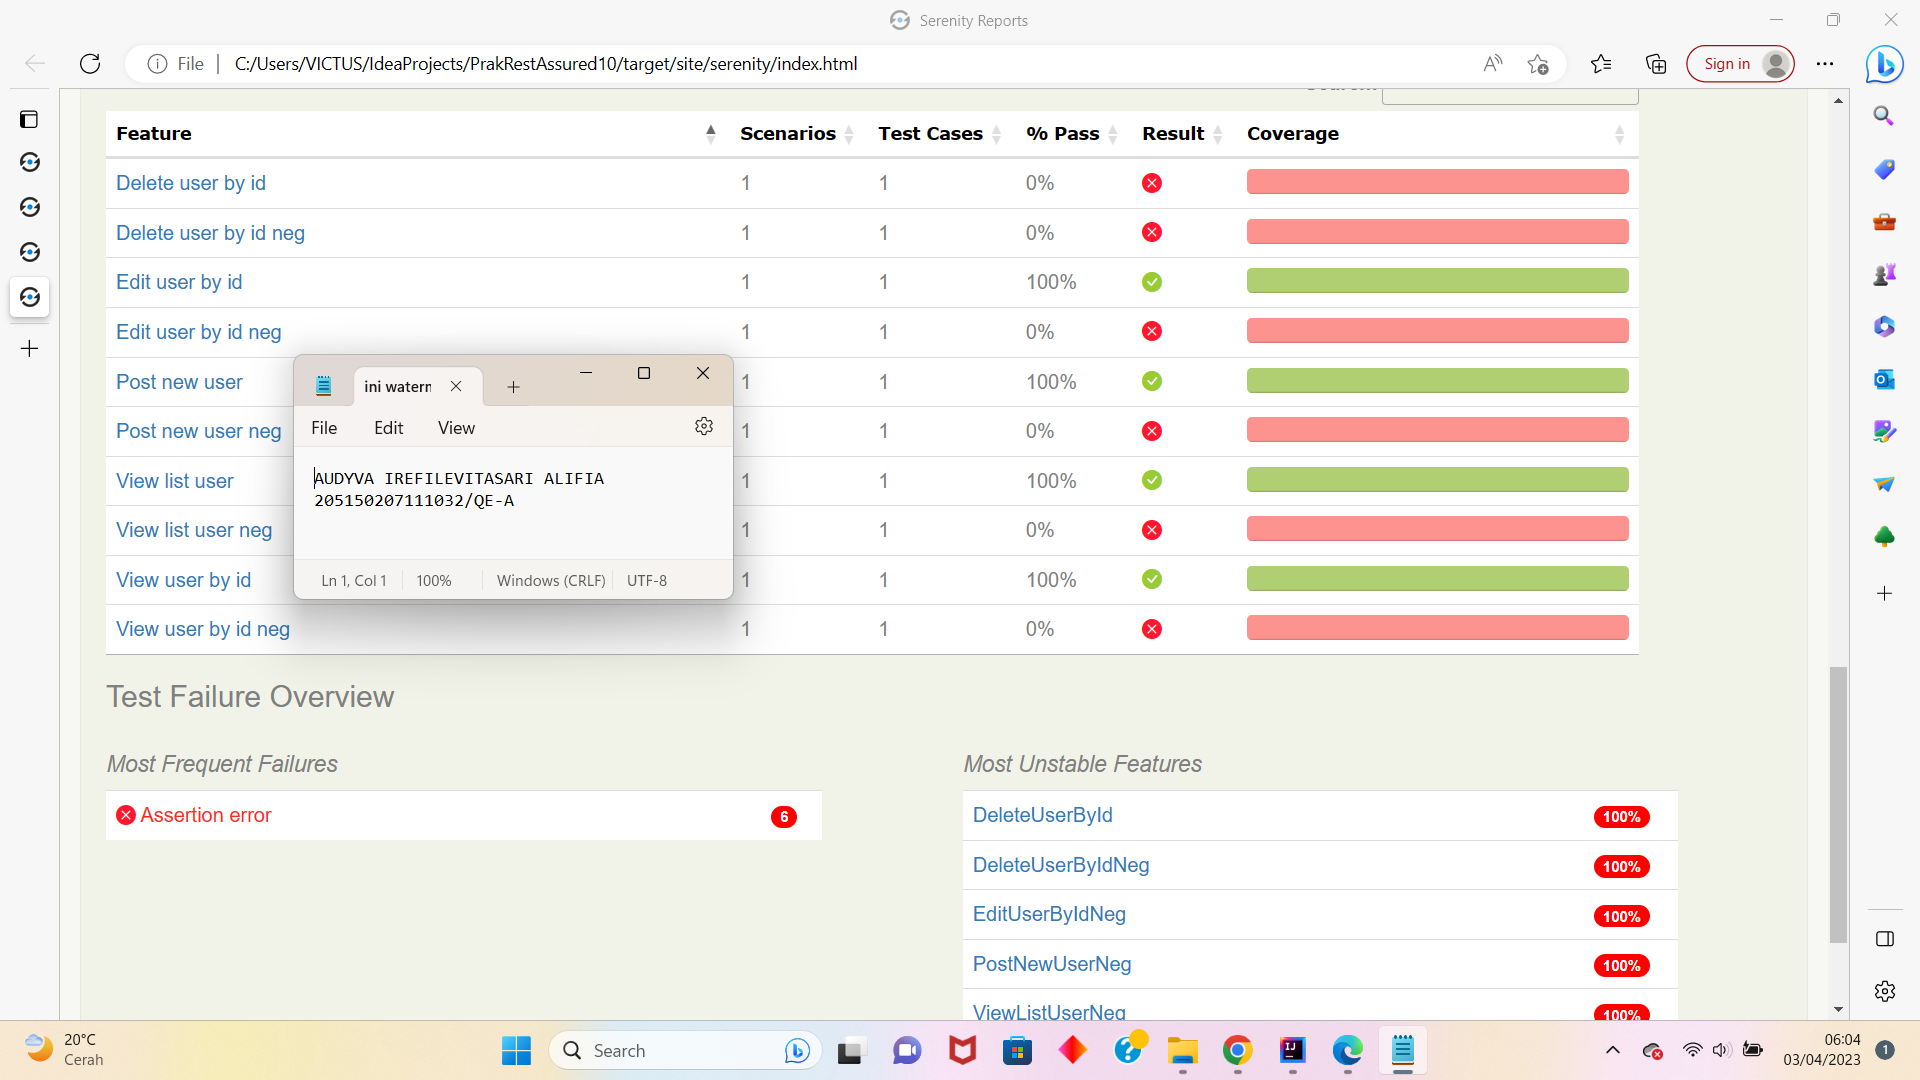 Serenity Reports
File C:/Users/VICTUS/IdeaProjects/PrakRestAssured10/target/site/serenity/index.html
Sign in
Feature Scenarios Test Cases % Pass Result Coverage
Delete user by id 1 1 0%
Delete user by id neg 1 1 0%
Edit user by id 1 1 100%
Edit user by id neg 1 1 0%
Post new user 1 1 100%
Post new user neg 1 1 0%
View list user 1 1 100%
View list user neg 1 1 0%
View user by id 1 1 100%
View user by id neg 1 1 0%
ini watern
File Edit View
AUDYVA IREFILEVITASARI ALIFIA
205150207111032/QE-A
Ln 1, Col 1 100% Windows (CRLF) UTF-8
Test Failure Overview
Most Frequent Failures
Assertion error 6
Most Unstable Features
DeleteUserById 100%
DeleteUserByIdNeg 100%
EditUserByIdNeg 100%
PostNewUserNeg 100%
ViewListUserNeg 100%
20°C
Cerah
Search
06:04
03/04/2023
1